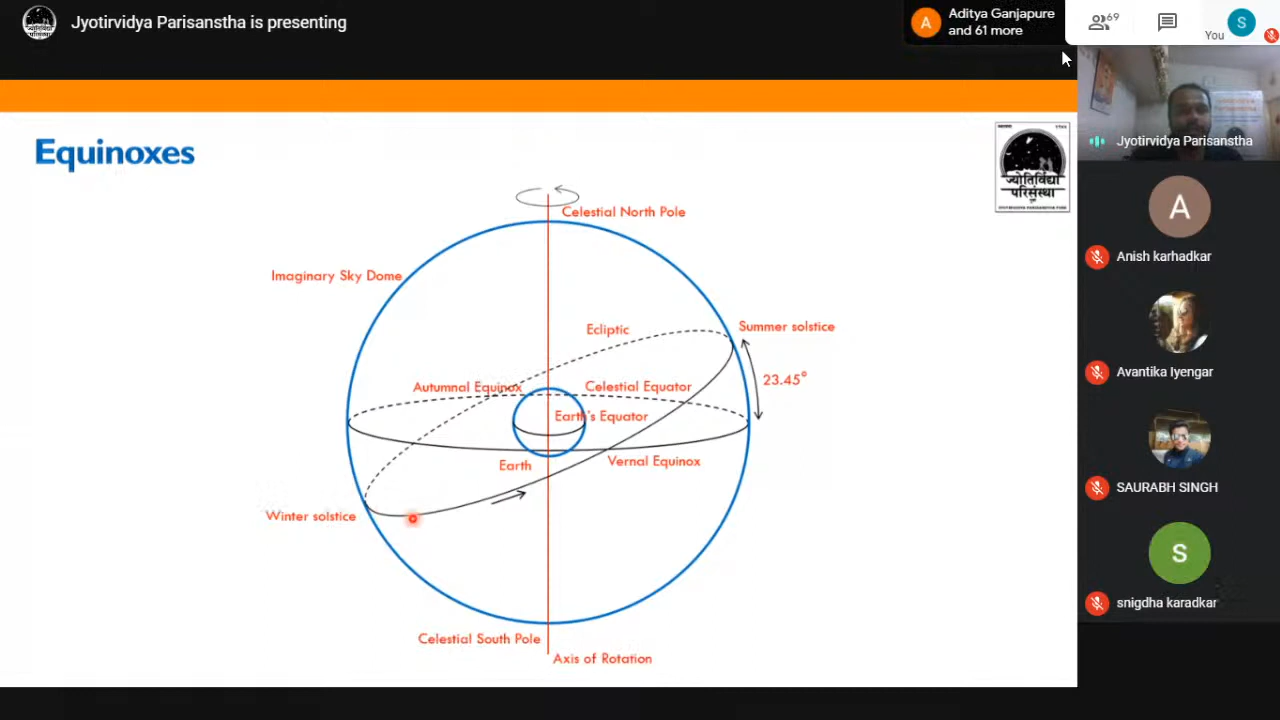 Jyotirvidya Parisanstha is presenting
A
Aditya Ganjapure
and 61 more
69
You
S
Equinoxes
ज्योतिर्विद्या
परिसंस्था
Jyotirvidya Parisanstha
Celestial North Pole
Imaginary Sky Dome
Ecliptic
Summer solstice
23.45°
Autumnal Equinox
Celestial Equator
Earth's Equator
Earth
Vernal Equinox
Winter solstice
Celestial South Pole
Axis of Rotation
A
Anish karhadkar
Avantika Iyengar
SAURABH SINGH
S
snigdha karadkar